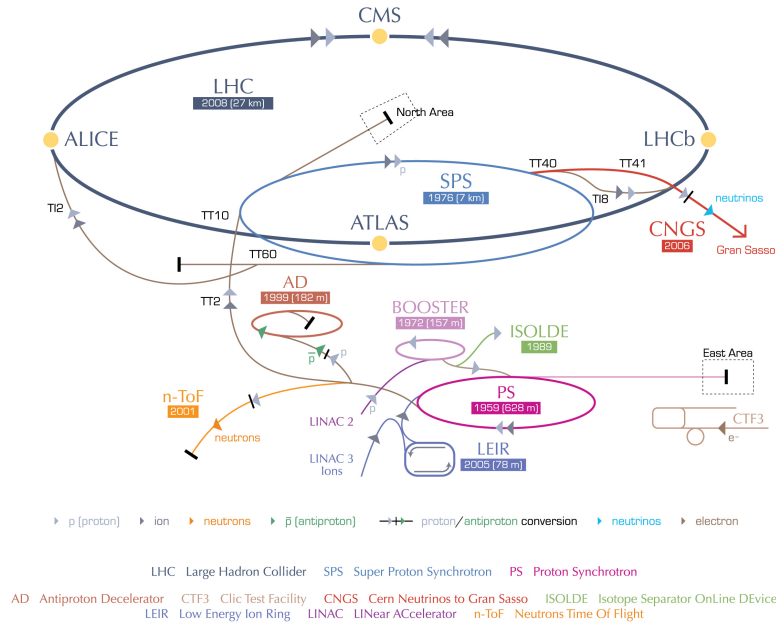 CMS
LHC
2008 (27 km)
North Area
ALICE
LHCb
TT40
TT41
p
SPS
1976 (7 km)
TI8
neutrinos
TI2
TT10
ATLAS
CNGS
2006
Gran Sasso
TT60
AD
1999 (182 m)
TT2
BOOSTER
1972 (157 m)
ISOLDE
1989
p̅
p
East Area
n-ToF
2001
PS
1959 (628 m)
LINAC 2
p
neutrons
CTF3
e-
LINAC 3
Ions
LEIR
2005 (78 m)
p (proton) ion neutrons p̅ (antiproton) proton/antiproton conversion neutrinos electron
LHC Large Hadron Collider SPS Super Proton Synchrotron PS Proton Synchrotron
AD Antiproton Decelerator CTF3 Clic Test Facility CNGS Cern Neutrinos to Gran Sasso ISOLDE Isotope Separator OnLine DEvice
LEIR Low Energy Ion Ring LINAC LINear ACcelerator n-ToF Neutrons Time Of Flight